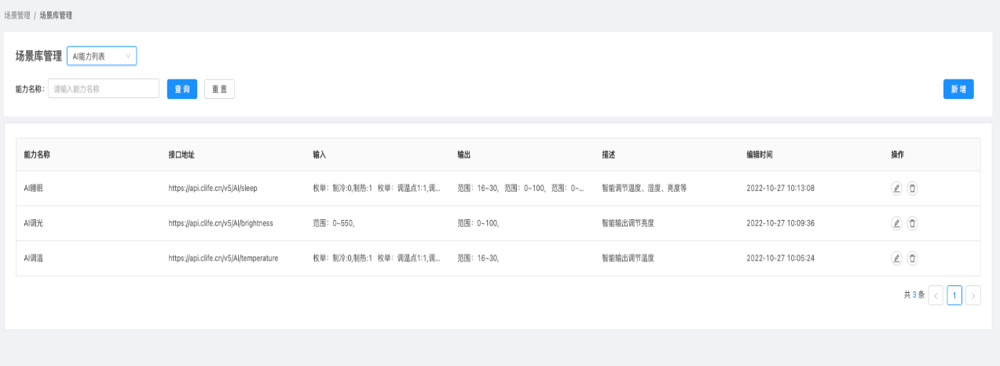 场景管理 / 场景库管理
场景库管理 AI能力列表
能力名称: 请输入能力名称 查 询 重 置 新 增
能力名称 接口地址 输入 输出 描述 编辑时间 操作
AI睡眠 https://api.clife.cn/v5/AI/sleep 枚举：制冷:0,制热:1 枚举：调温点1:1,调... 范围：16~30, 范围：0~100, 范围：0~... 智能调节温度、湿度、亮度等 2022-10-27 10:13:08
AI调光 https://api.clife.cn/v5/AI/brightness 范围：0~550, 范围：0~100, 智能输出调节亮度 2022-10-27 10:09:36
AI调温 https://api.clife.cn/v5/AI/temperature 枚举：制冷:0,制热:1 枚举：调温点1:1,调... 范围：16~30, 智能输出调节温度 2022-10-27 10:05:24
共 3 条 < 1 >